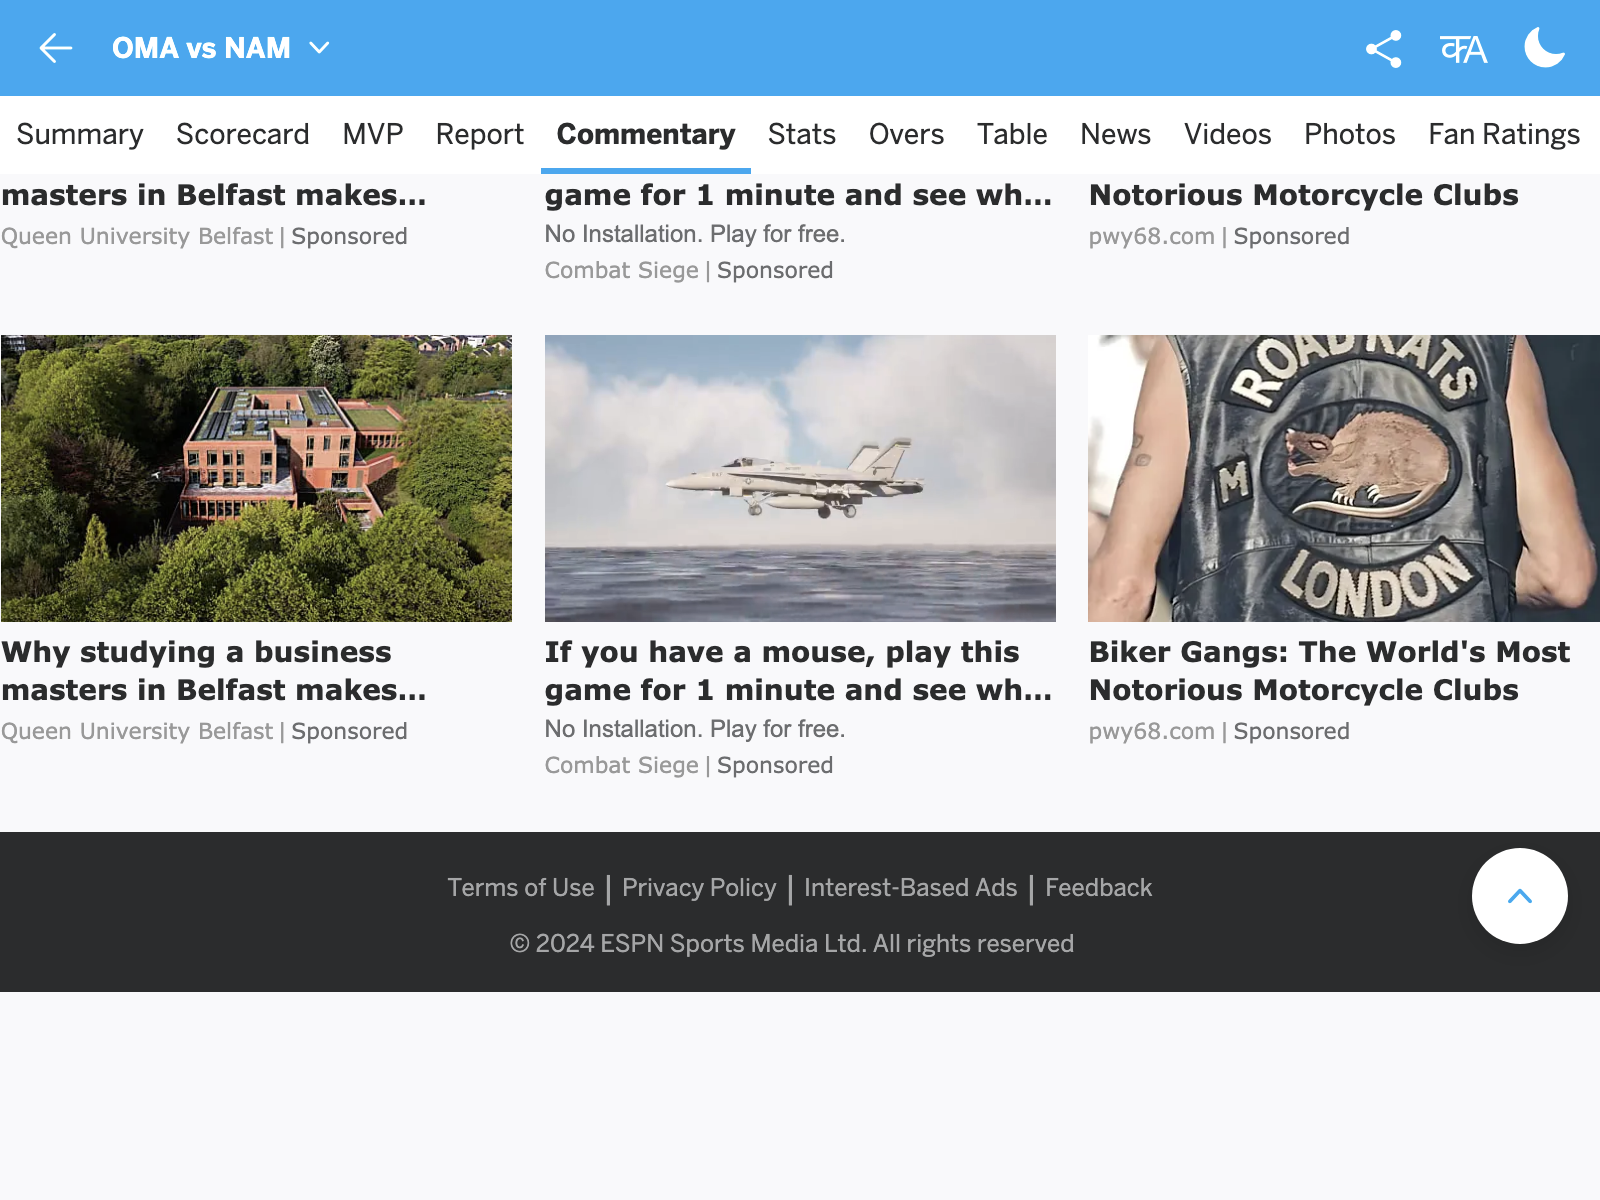 OMA vs NAM
कA
Summary Scorecard MVP Report Commentary Stats Overs Table News Videos Photos Fan Ratings
masters in Belfast makes...
Queen University Belfast | Sponsored
game for 1 minute and see wh...
No Installation. Play for free.
Combat Siege | Sponsored
Notorious Motorcycle Clubs
pwy68.com | Sponsored
ROAD RATS
M
LONDON
Why studying a business
masters in Belfast makes...
Queen University Belfast | Sponsored
If you have a mouse, play this
game for 1 minute and see wh...
No Installation. Play for free.
Combat Siege | Sponsored
Biker Gangs: The World's Most
Notorious Motorcycle Clubs
pwy68.com | Sponsored
Terms of Use | Privacy Policy | Interest-Based Ads | Feedback
© 2024 ESPN Sports Media Ltd. All rights reserved